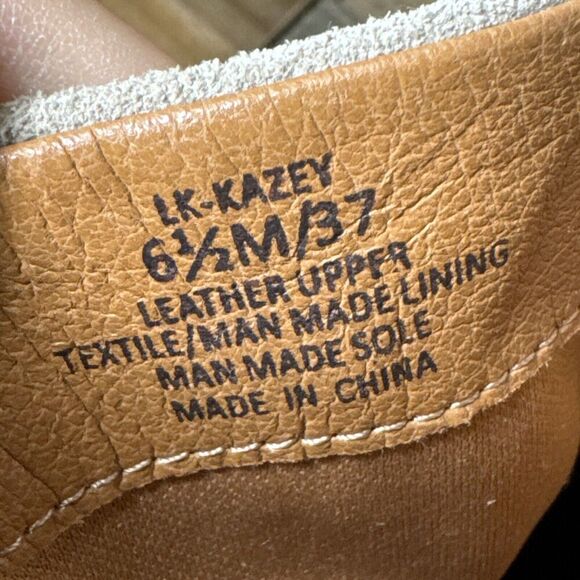 LK-KAZEY
6½M/37
LEATHER UPPER
TEXTILE/MAN MADE LINING
MAN MADE SOLE
MADE IN CHINA